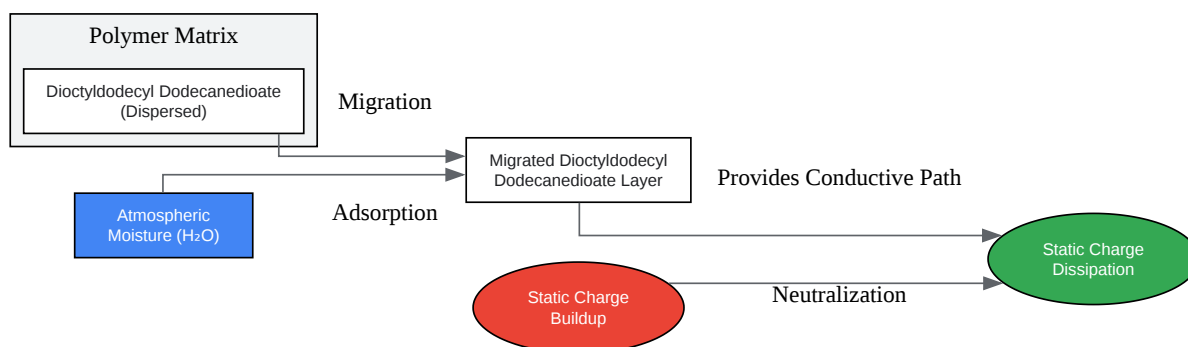 Polymer Matrix
Dioctyldodecyl Dodecanedioate
(Dispersed)
Migration
Migrated Dioctyldodecyl
Dodecanedioate Layer
Provides Conductive Path
Adsorption
Atmospheric
Moisture (H₂O)
Static Charge
Dissipation
Static Charge
Buildup
Neutralization